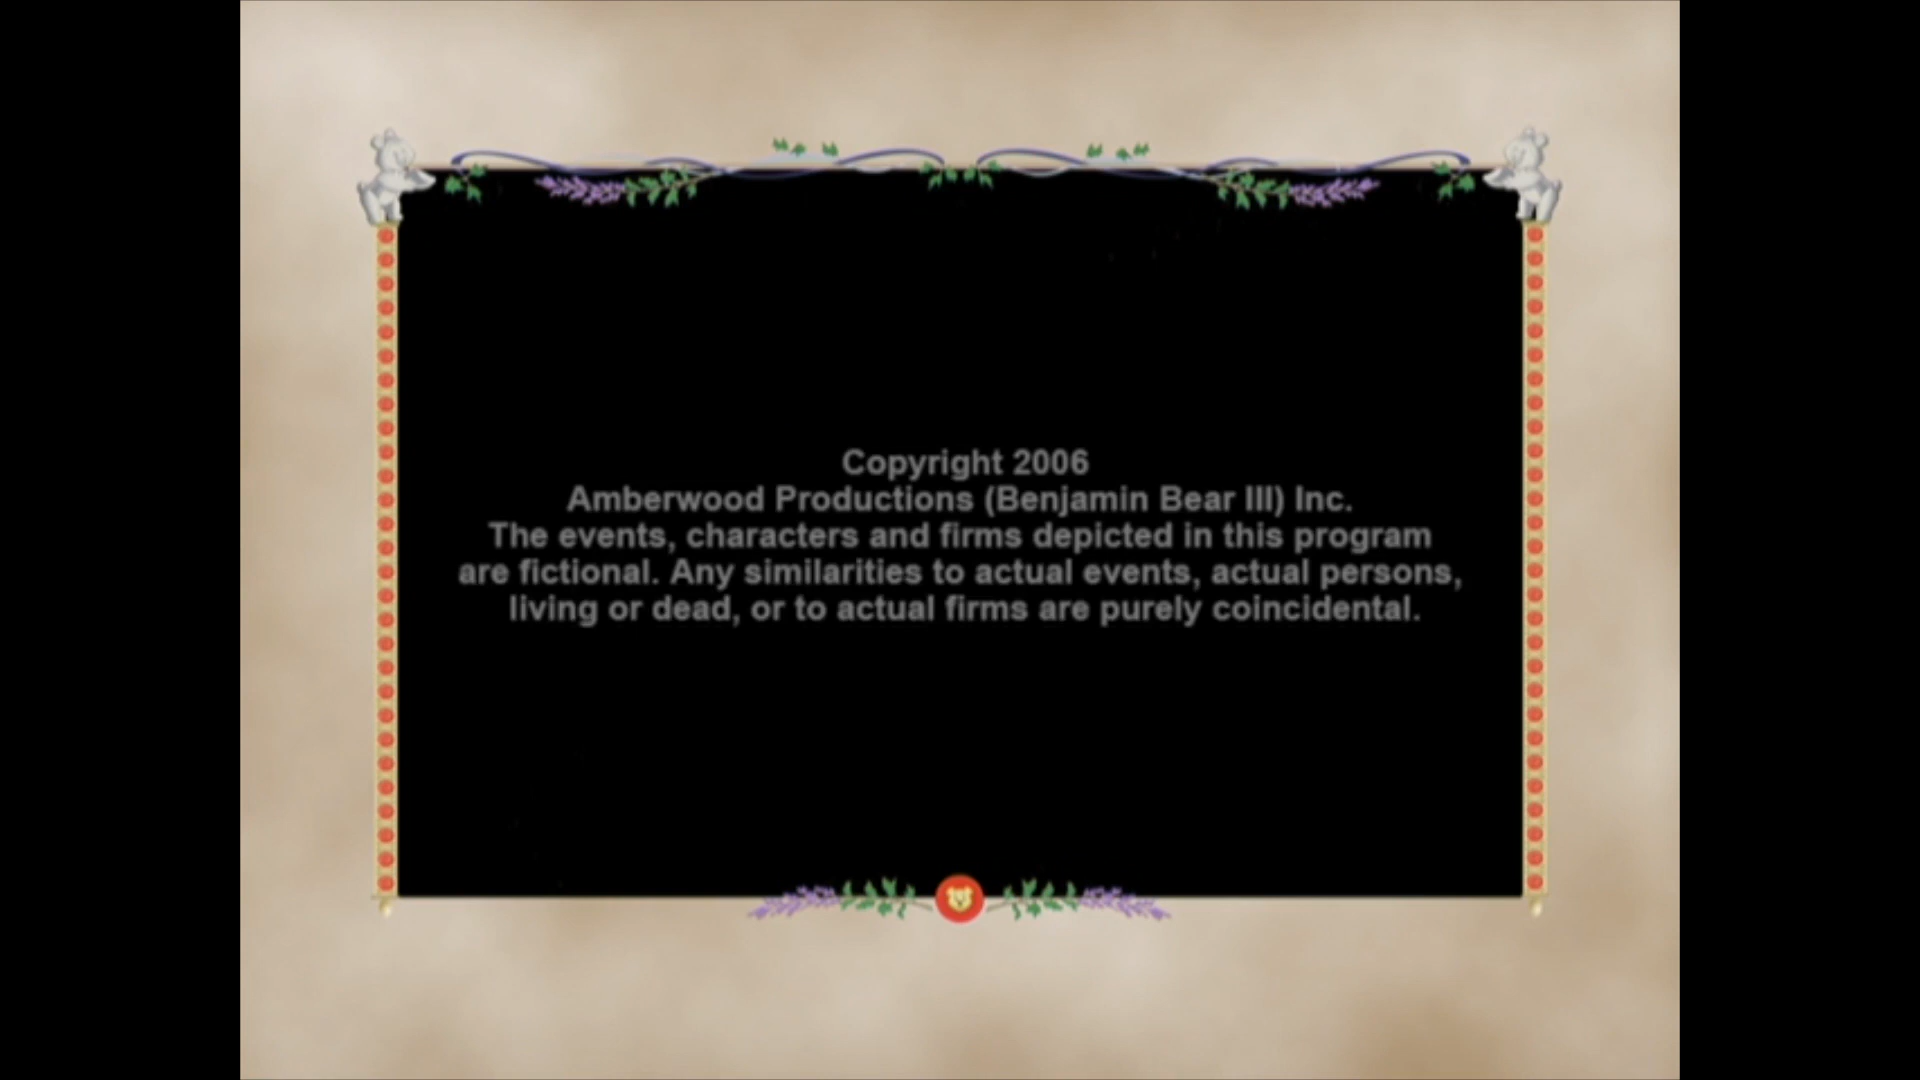 Copyright 2006
Amberwood Productions (Benjamin Bear III) Inc.
The events, characters and firms depicted in this program
are fictional. Any similarities to actual events, actual persons,
living or dead, or to actual firms are purely coincidental.